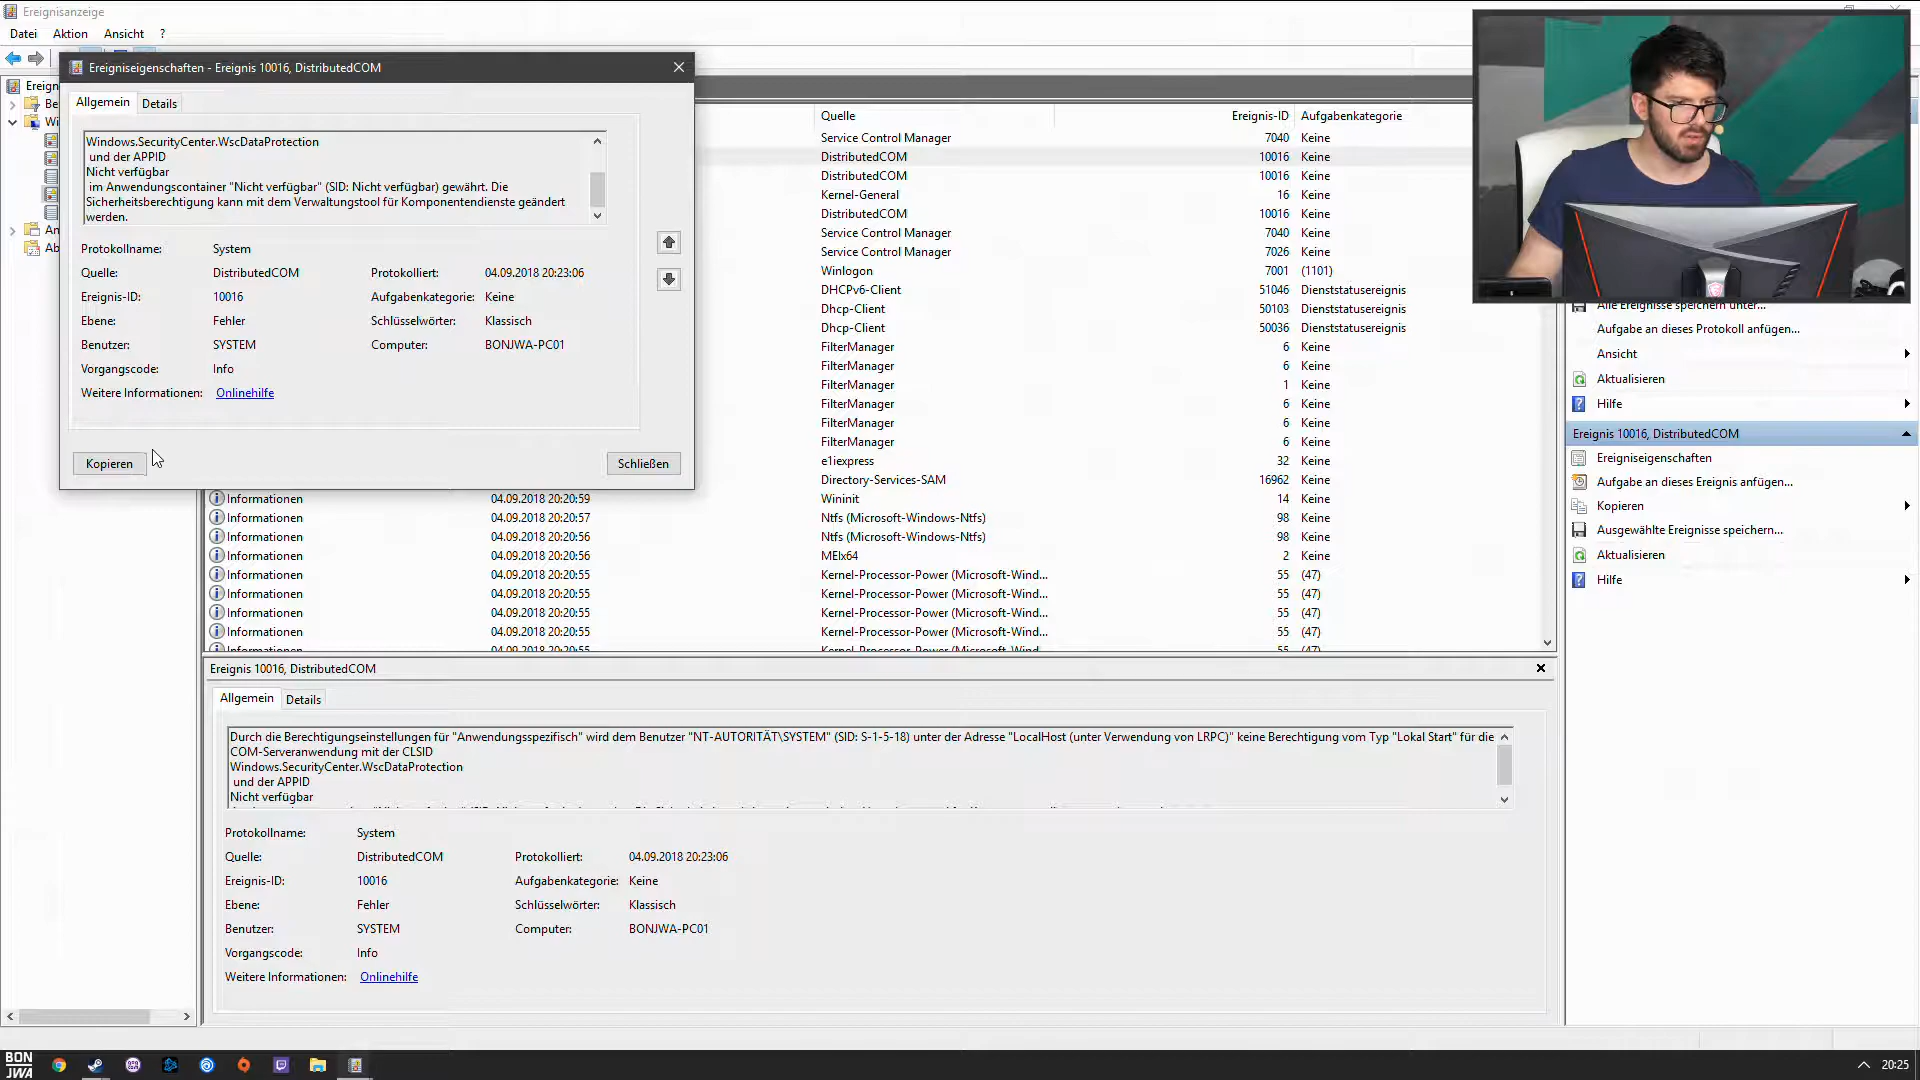 Ereignisanzeige
Datei Aktion Ansicht ?
Ereigniseigenschaften - Ereignis 10016, DistributedCOM
Allgemein Details
Windows.SecurityCenter.WscDataProtection
und der APPID
Nicht verfügbar
im Anwendungscontainer "Nicht verfügbar" (SID: Nicht verfügbar) gewährt. Die
Sicherheitsberechtigung kann mit dem Verwaltungstool für Komponentendienste geändert
werden.
Protokollname: System
Quelle: DistributedCOM Protokolliert: 04.09.2018 20:23:06
Ereignis-ID: 10016 Aufgabenkategorie: Keine
Ebene: Fehler Schlüsselwörter: Klassisch
Benutzer: SYSTEM Computer: BONJWA-PC01
Vorgangscode: Info
Weitere Informationen: Onlinehilfe
Kopieren Schließen
Quelle Ereignis-ID Aufgabenkategorie
Service Control Manager 7040 Keine
DistributedCOM 10016 Keine
DistributedCOM 10016 Keine
Kernel-General 16 Keine
DistributedCOM 10016 Keine
Service Control Manager 7040 Keine
Service Control Manager 7026 Keine
Winlogon 7001 (1101)
DHCPv6-Client 51046 Dienststatusereignis
Dhcp-Client 50103 Dienststatusereignis
Dhcp-Client 50036 Dienststatusereignis
FilterManager 6 Keine
FilterManager 6 Keine
FilterManager 1 Keine
FilterManager 6 Keine
FilterManager 6 Keine
FilterManager 6 Keine
e1iexpress 32 Keine
Directory-Services-SAM 16962 Keine
Informationen 04.09.2018 20:20:59 Wininit 14 Keine
Informationen 04.09.2018 20:20:57 Ntfs (Microsoft-Windows-Ntfs) 98 Keine
Informationen 04.09.2018 20:20:56 Ntfs (Microsoft-Windows-Ntfs) 98 Keine
Informationen 04.09.2018 20:20:56 MEIx64 2 Keine
Informationen 04.09.2018 20:20:55 Kernel-Processor-Power (Microsoft-Wind... 55 (47)
Informationen 04.09.2018 20:20:55 Kernel-Processor-Power (Microsoft-Wind... 55 (47)
Informationen 04.09.2018 20:20:55 Kernel-Processor-Power (Microsoft-Wind... 55 (47)
Informationen 04.09.2018 20:20:55 Kernel-Processor-Power (Microsoft-Wind... 55 (47)
Informationen 04.09.2018 20:20:55 Kernel-Processor-Power (Microsoft-Wind... 55 (47)
Alle Ereignisse speichern unter...
Aufgabe an dieses Protokoll anfügen...
Ansicht
Aktualisieren
Hilfe
Ereignis 10016, DistributedCOM
Ereigniseigenschaften
Aufgabe an dieses Ereignis anfügen...
Kopieren
Ausgewählte Ereignisse speichern...
Aktualisieren
Hilfe
Ereignis 10016, DistributedCOM
Allgemein Details
Durch die Berechtigungseinstellungen für "Anwendungsspezifisch" wird dem Benutzer "NT-AUTORITÄT\SYSTEM" (SID: S-1-5-18) unter der Adresse "LocalHost (unter Verwendung von LRPC)" keine Berechtigung vom Typ "Lokal Start" für die
COM-Serveranwendung mit der CLSID
Windows.SecurityCenter.WscDataProtection
und der APPID
Nicht verfügbar
Protokollname: System
Quelle: DistributedCOM Protokolliert: 04.09.2018 20:23:06
Ereignis-ID: 10016 Aufgabenkategorie: Keine
Ebene: Fehler Schlüsselwörter: Klassisch
Benutzer: SYSTEM Computer: BONJWA-PC01
Vorgangscode: Info
Weitere Informationen: Onlinehilfe
BON
JWA
20:25